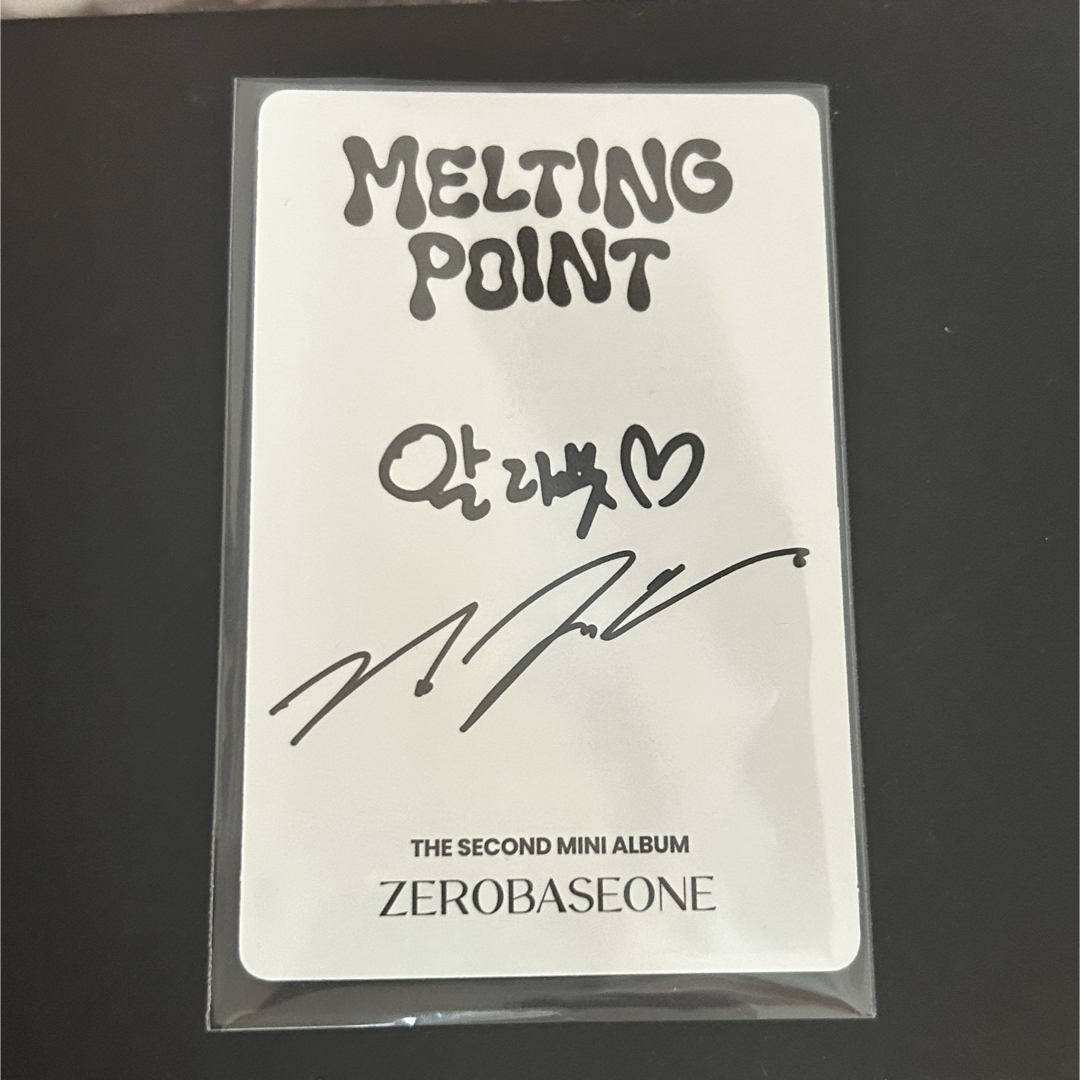 MELTING
POINT
알라뷰♡
THE SECOND MINI ALBUM
ZEROBASEONE